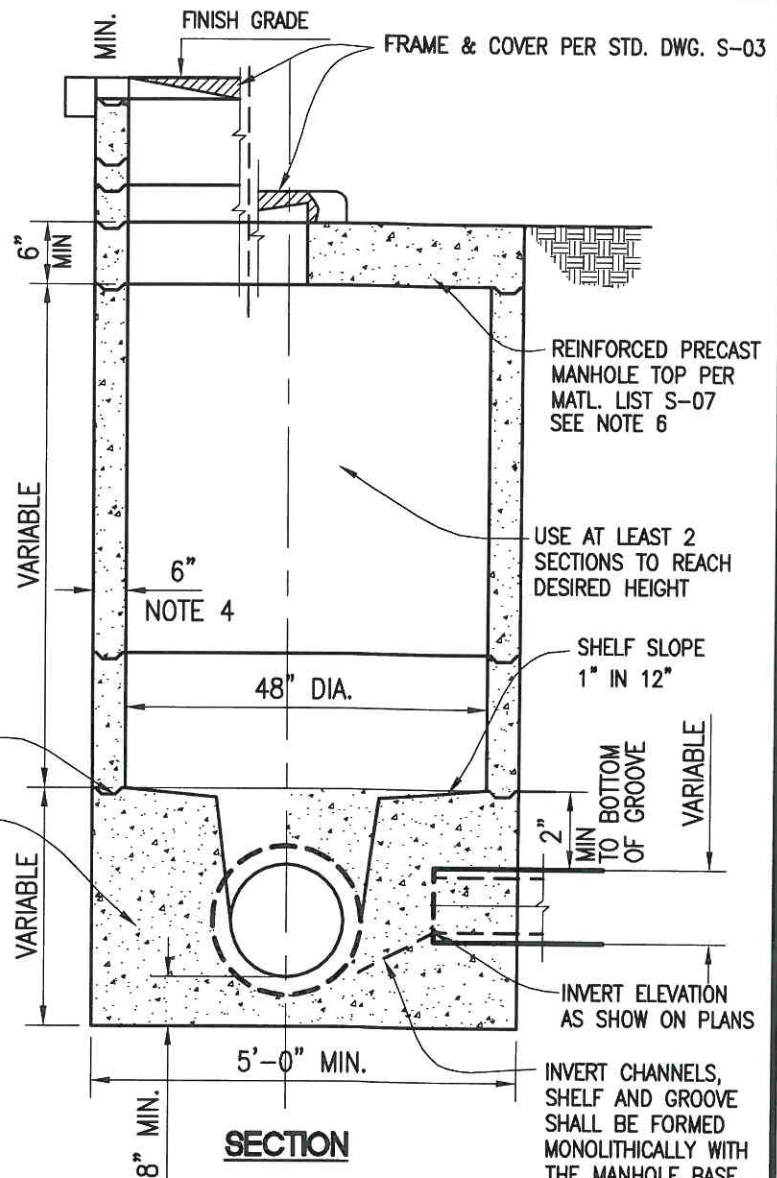 MIN.
FINISH GRADE
FRAME & COVER PER STD. DWG. S-03
6"
MIN
REINFORCED PRECAST
MANHOLE TOP PER
MATL. LIST S-07
SEE NOTE 6
VARIABLE
USE AT LEAST 2
SECTIONS TO REACH
DESIRED HEIGHT
6"
NOTE 4
SHELF SLOPE
1" IN 12"
48" DIA.
2"
MIN
TO BOTTOM
OF GROOVE
VARIABLE
VARIABLE
INVERT ELEVATION
AS SHOW ON PLANS
5'-0" MIN.
INVERT CHANNELS,
SHELF AND GROOVE
SHALL BE FORMED
MONOLITHICALLY WITH
THE MANHOLE BASE
8" MIN.
SECTION